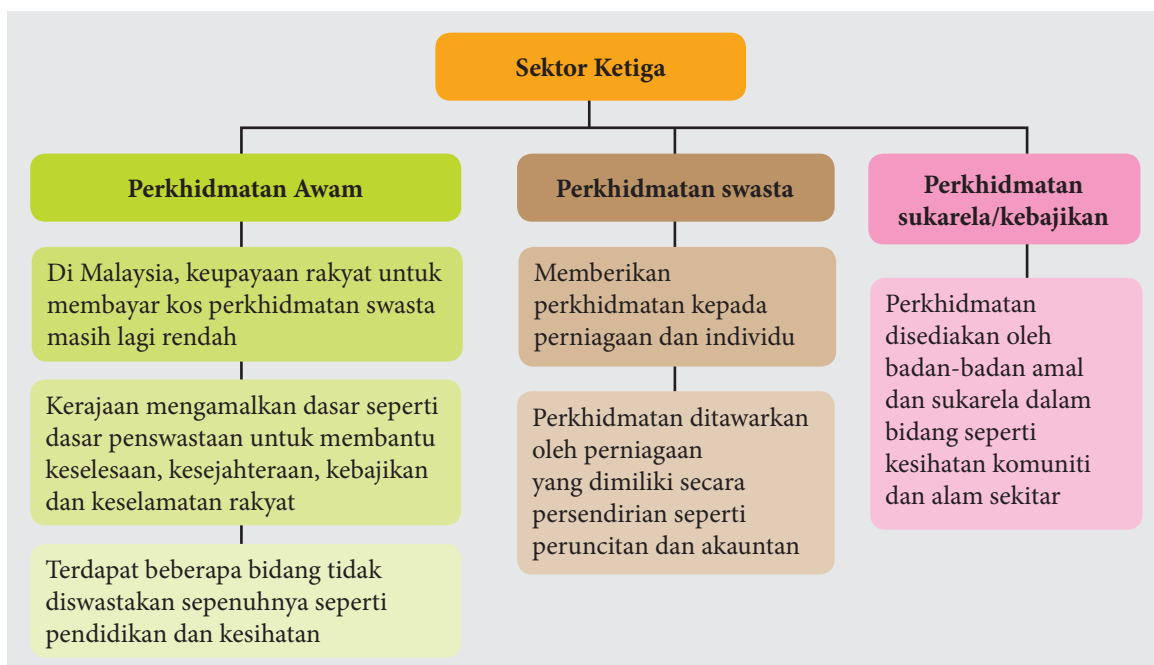 Sektor Ketiga
Perkhidmatan Awam
Di Malaysia, keupayaan rakyat untuk
membayar kos perkhidmatan swasta
masih lagi rendah
Kerajaan mengamalkan dasar seperti
dasar penswastaan untuk membantu
keselesaan, kesejahteraan, kebajikan
dan keselamatan rakyat
Terdapat beberapa bidang tidak
diswastakan sepenuhnya seperti
pendidikan dan kesihatan
Perkhidmatan swasta
Memberikan
perkhidmatan kepada
perniagaan dan individu
Perkhidmatan ditawarkan
oleh perniagaan
yang dimiliki secara
persendirian seperti
peruncitan dan akauntan
Perkhidmatan
sukarela/kebajikan
Perkhidmatan
disediakan oleh
badan-badan amal
dan sukarela dalam
bidang seperti
kesihatan komuniti
dan alam sekitar